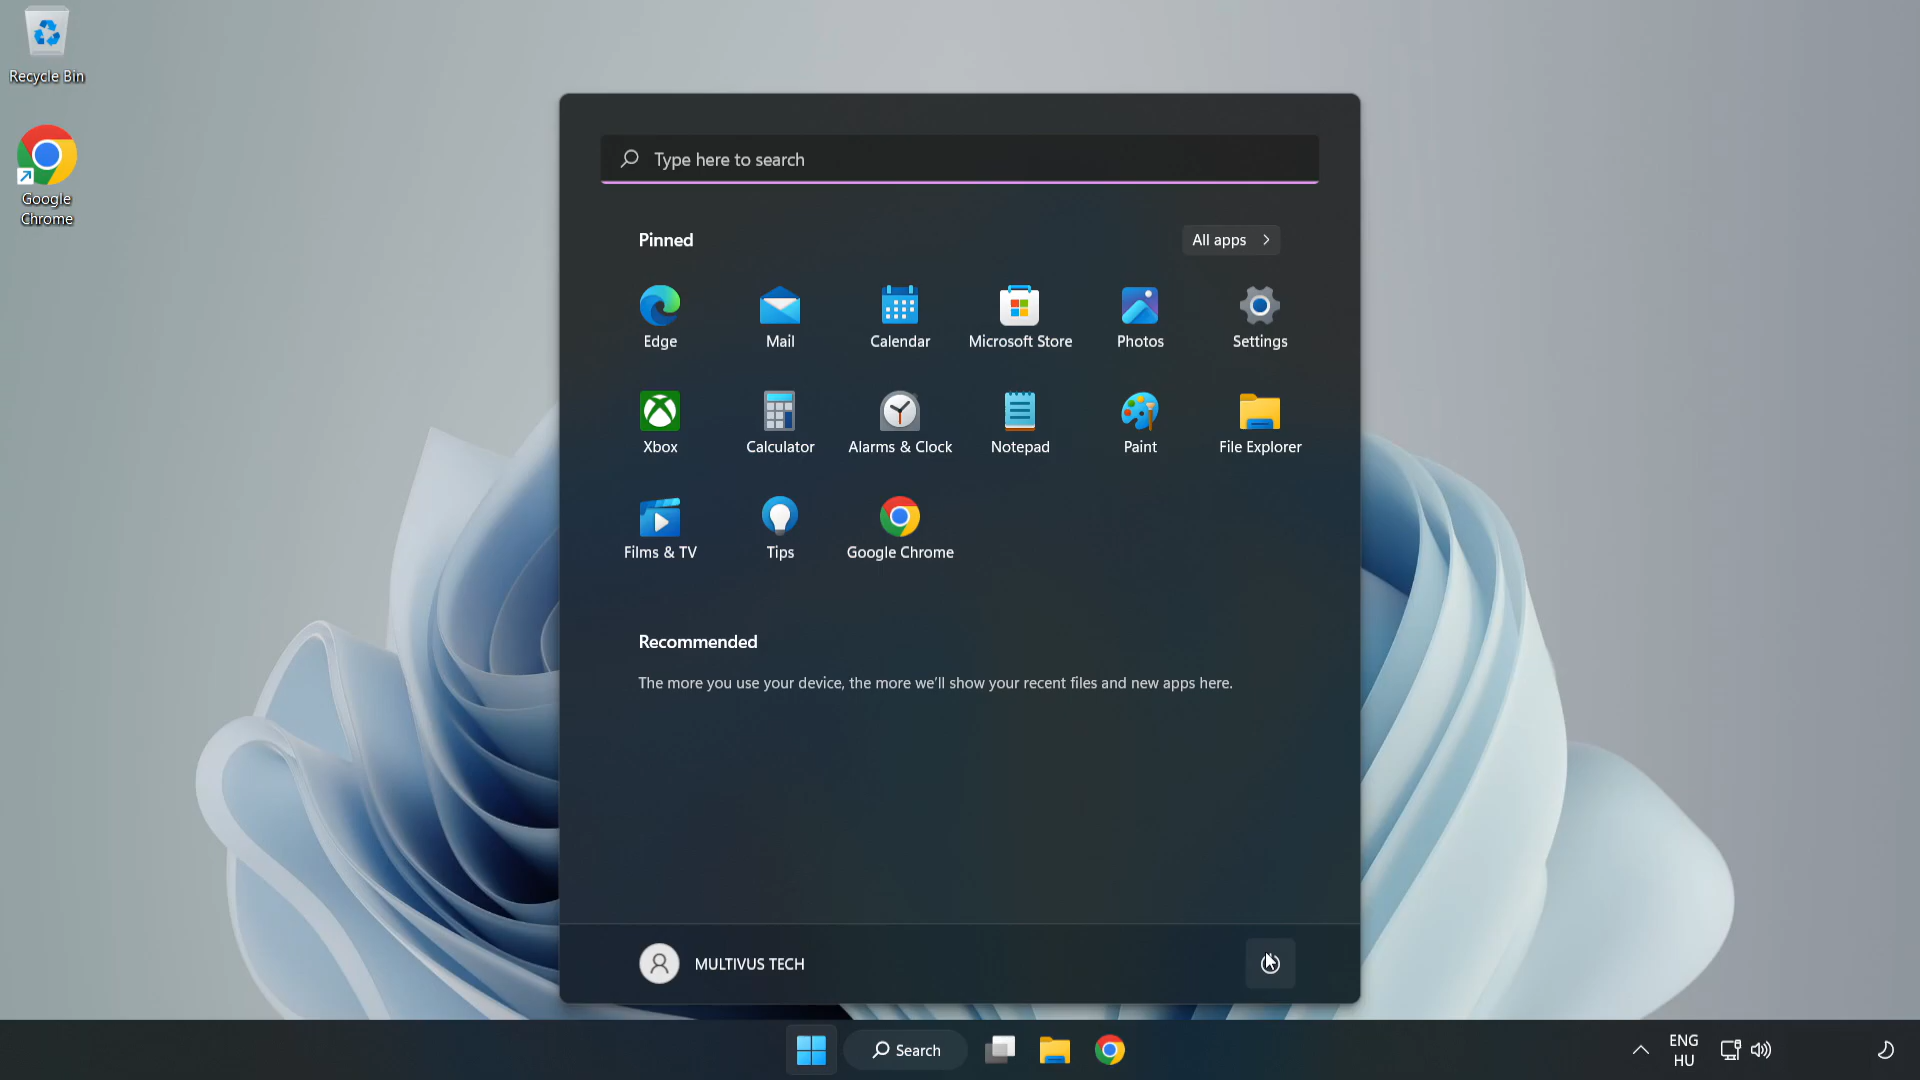 Recycle Bin
Google
Chrome
Type here to search
Pinned
All apps
Edge
Mail
Calendar
Microsoft Store
Photos
Settings
Xbox
Calculator
Alarms & Clock
Notepad
Paint
File Explorer
Films & TV
Tips
Google Chrome
Recommended
The more you use your device, the more we'll show your recent files and new apps here.
MULTIVUS TECH
Search
ENG
HU